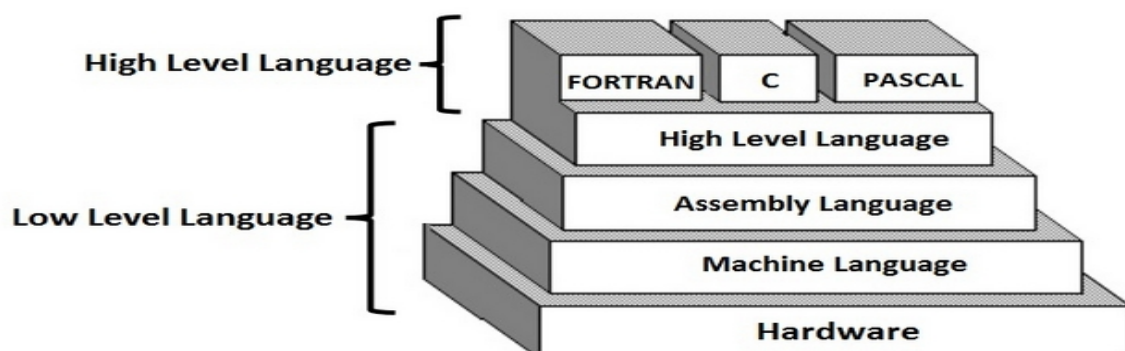 High Level Language
FORTRAN C PASCAL
High Level Language
Low Level Language
Assembly Language
Machine Language
Hardware